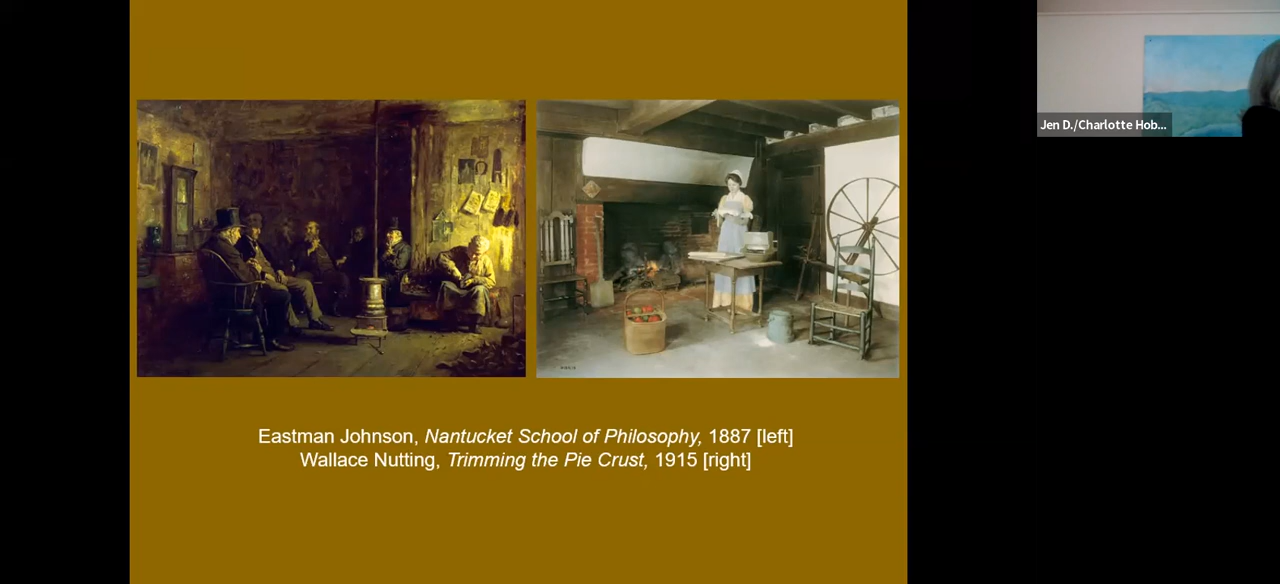 Eastman Johnson, Nantucket School of Philosophy, 1887 [left]
Wallace Nutting, Trimming the Pie Crust, 1915 [right]
Jen D./Charlotte Hob...